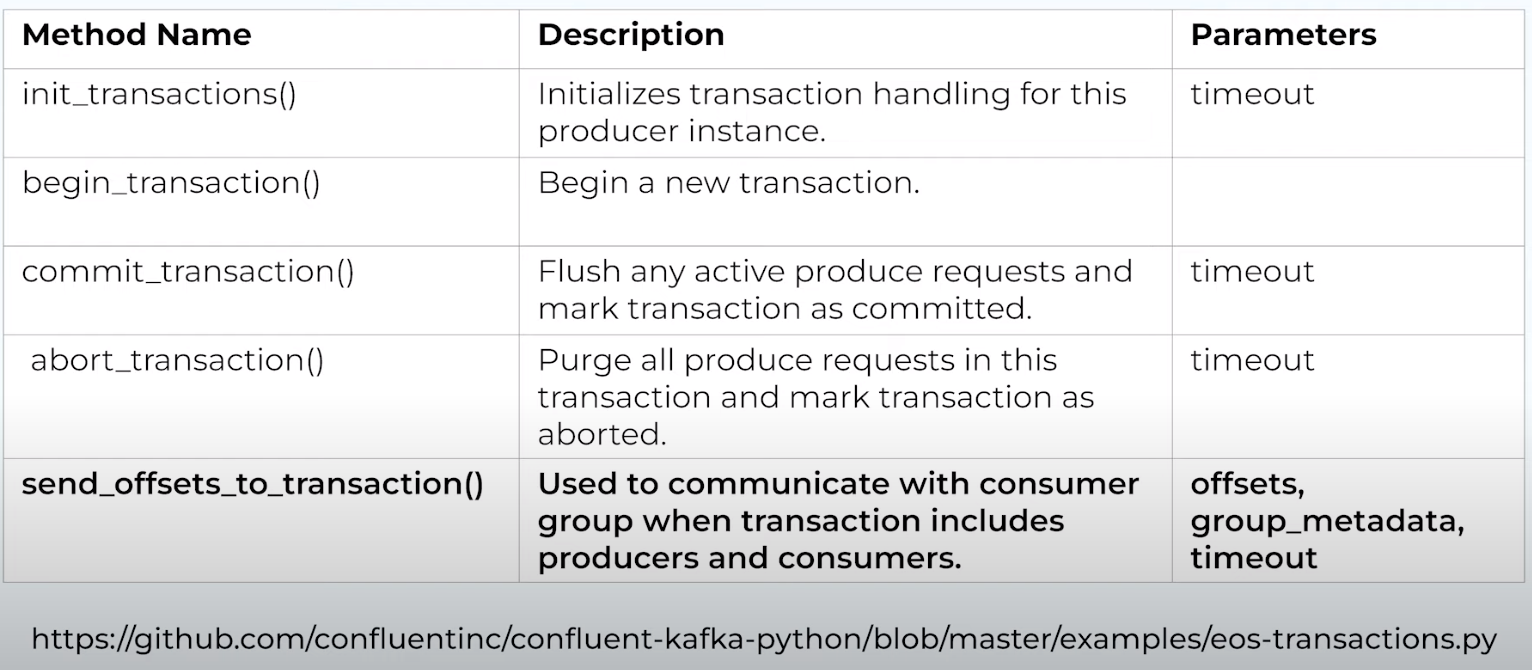 Method Name
Description
Parameters
init_transactions()
Initializes transaction handling for this
producer instance.
timeout
begin_transaction()
Begin a new transaction.
commit_transaction()
Flush any active produce requests and
mark transaction as committed.
timeout
abort_transaction()
Purge all produce requests in this
transaction and mark transaction as
aborted.
timeout
send_offsets_to_transaction()
Used to communicate with consumer
group when transaction includes
producers and consumers.
offsets,
group_metadata,
timeout
https://github.com/confluentinc/confluent-kafka-python/blob/master/examples/eos-transactions.py